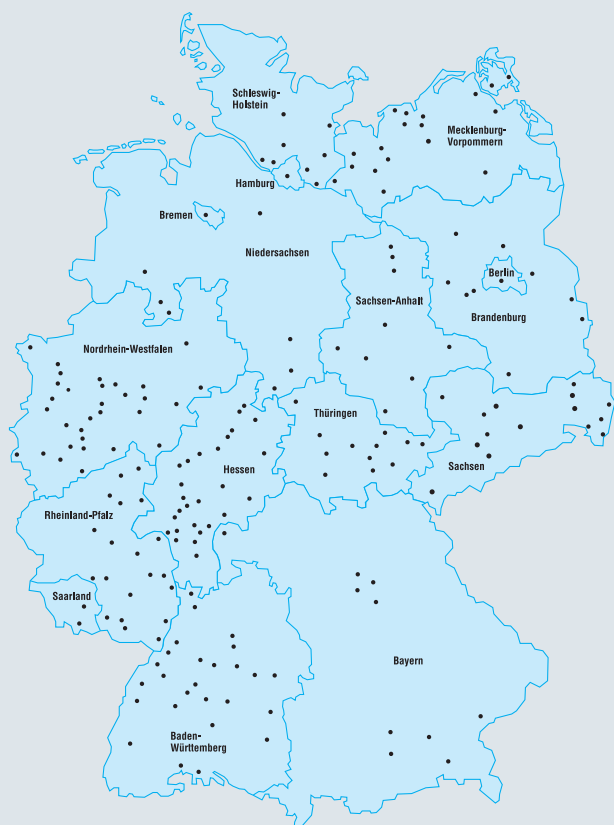 Schleswig-
Holstein
Mecklenburg-
Vorpommern
Hamburg
Bremen
Niedersachsen
Berlin
Sachsen-Anhalt
Brandenburg
Nordrhein-Westfalen
Thüringen
Sachsen
Hessen
Rheinland-Pfalz
Saarland
Bayern
Baden-
Württemberg